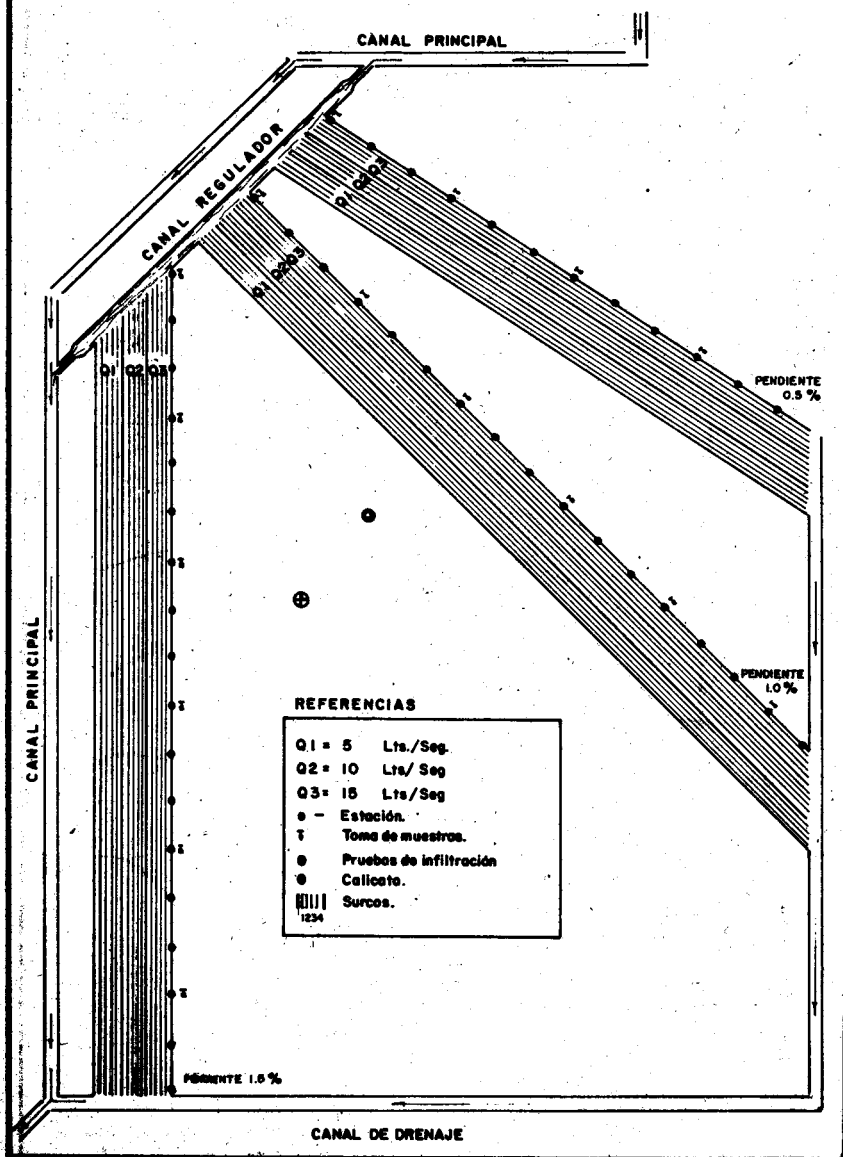 CANAL PRINCIPAL
CANAL REGULADOR
Q1 Q2 Q3
Q1 Q2 Q3
Q1 Q2 Q3
PENDIENTE
0.5 %
PENDIENTE
1.0 %
CANAL PRINCIPAL
REFERENCIAS
Q1 = 5 Lts./Seg.
Q2 = 10 Lts/Seg
Q3= 15 Lts/Seg
Estación.
Toma de muestras.
Pruebas de infiltración
Calicata.
Surcos.
1234
PENDIENTE 1.5 %
CANAL DE DRENAJE